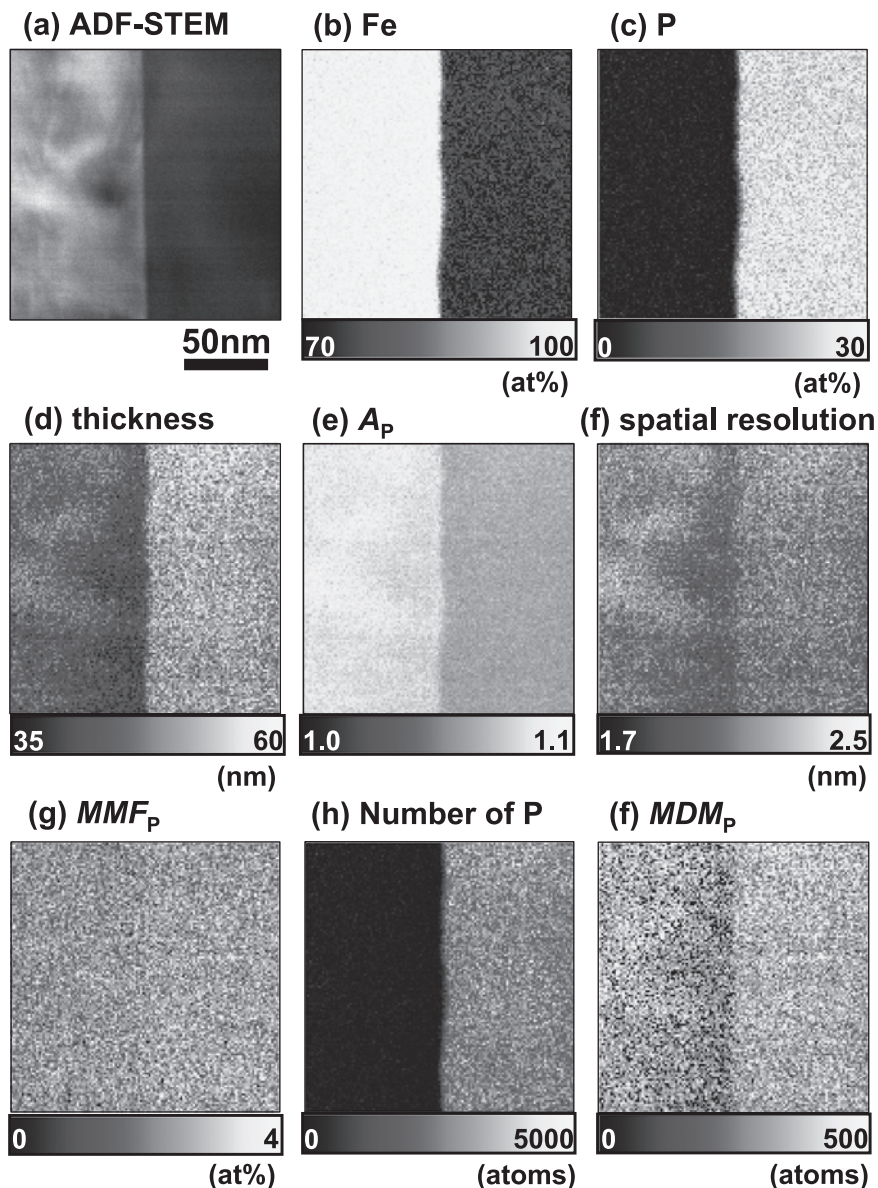 (a) ADF-STEM
(b) Fe
(c) P
50nm
70 100
(at%)
0 30
(at%)
(d) thickness
(e) AP
(f) spatial resolution
35 60
(nm)
1.0 1.1
1.7 2.5
(nm)
(g) MMFP
(h) Number of P
(f) MDMP
0 4
(at%)
0 5000
(atoms)
0 500
(atoms)